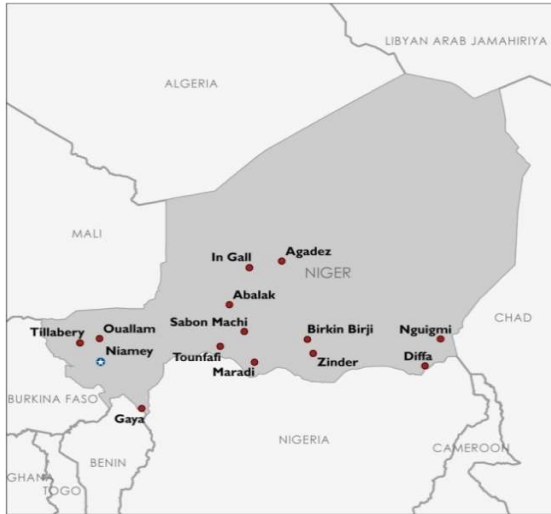 LIBYAN ARAB JAMAHIRIYA
ALGERIA
MALI
Agadez
In Gall
NIGER
Abalak
CHAD
Sabon Machi
Birkin Birji
Nguigmi
Oullam
Tillabery
Niamey
Tounfafi
Zinder
Diffa
Maradi
BURKINA FASO
Gaya
NIGERIA
CAMEROON
BENIN
GHANA
TOGO